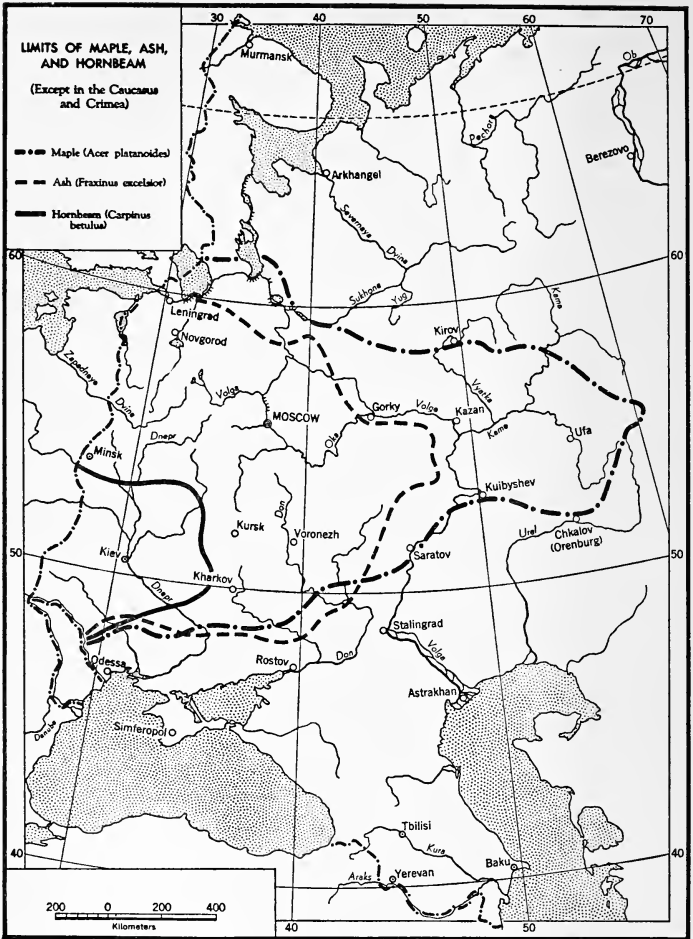 LIMITS OF MAPLE, ASH,
AND HORNBEAM
(Except in the Caucasus
and Crimea)
Maple (Acer platanoides)
Ash (Fraxinus excelsior)
Hornbeam (Carpinus
betulus)
30
40
50
60
70
Murmansk
Ob
Pechora
Berezovo
Arkhangel
Severnaya Dvina
60
60
Sukhona
Yug
Kama
Leningrad
Kirov
Novgorod
Zapadnaya Dvina
Volga
Vyatka
MOSCOW
Gorky
Volga
Kazan
Kama
Ufa
Oka
Dnepr
Minsk
Kuibyshev
Don
Kursk
Voronezh
Ural
Chkalov
(Orenburg)
50
50
Kiev
Saratov
Kharkov
Dnepr
Stalingrad
Volga
Odessa
Rostov
Don
Astrakhan
Danube
Simferopol
Tbilisi
Kura
40
40
Araks
Yerevan
Baku
200
0
200
400
Kilometers
40
50